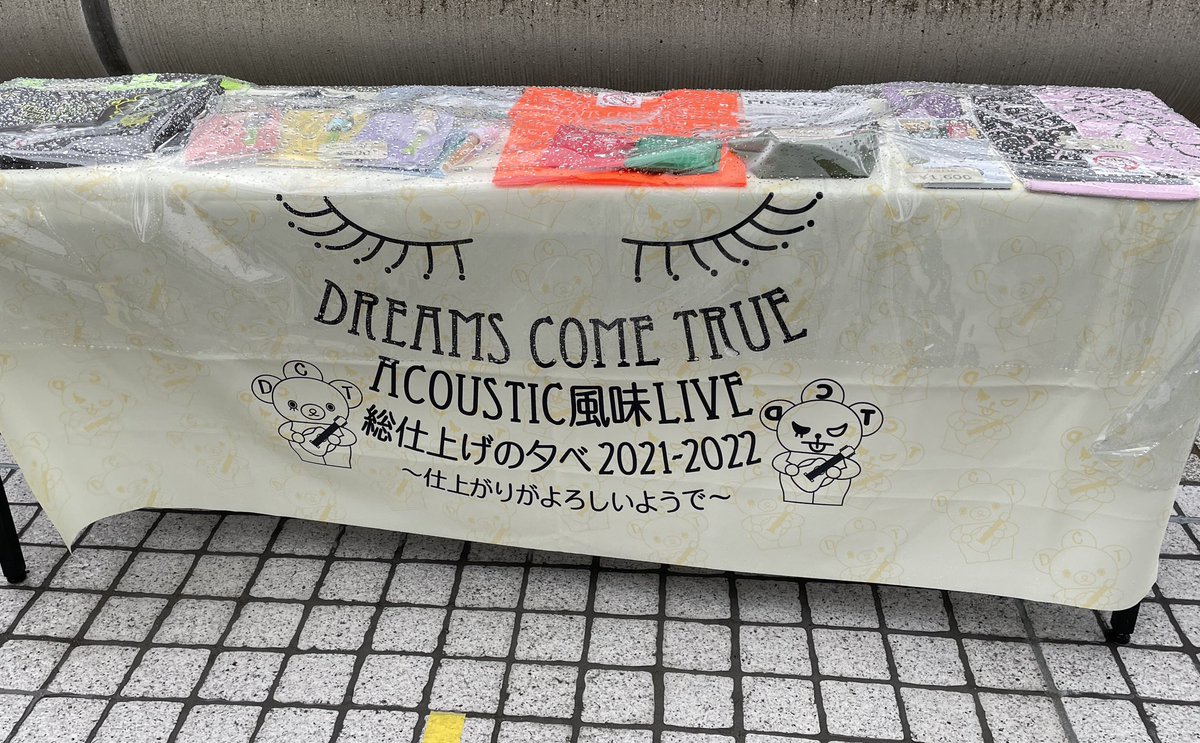 ¥1,600
DREAMS COME TRUE
ACOUSTIC風味LIVE
総仕上げの夕べ 2021-2022
～仕上がりがよろしいようで～
D C T
D C T